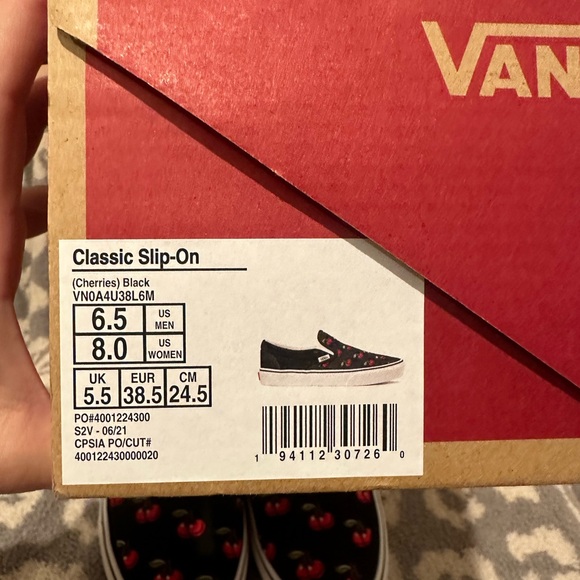 VAN
Classic Slip-On
(Cherries) Black
VN0A4U38L6M
6.5 US MEN
8.0 US WOMEN
UK EUR CM
5.5 38.5 24.5
PO#4001224300
S2V - 06/21
CPSIA PO/CUT#
400122430000020
1 94112 30726 0